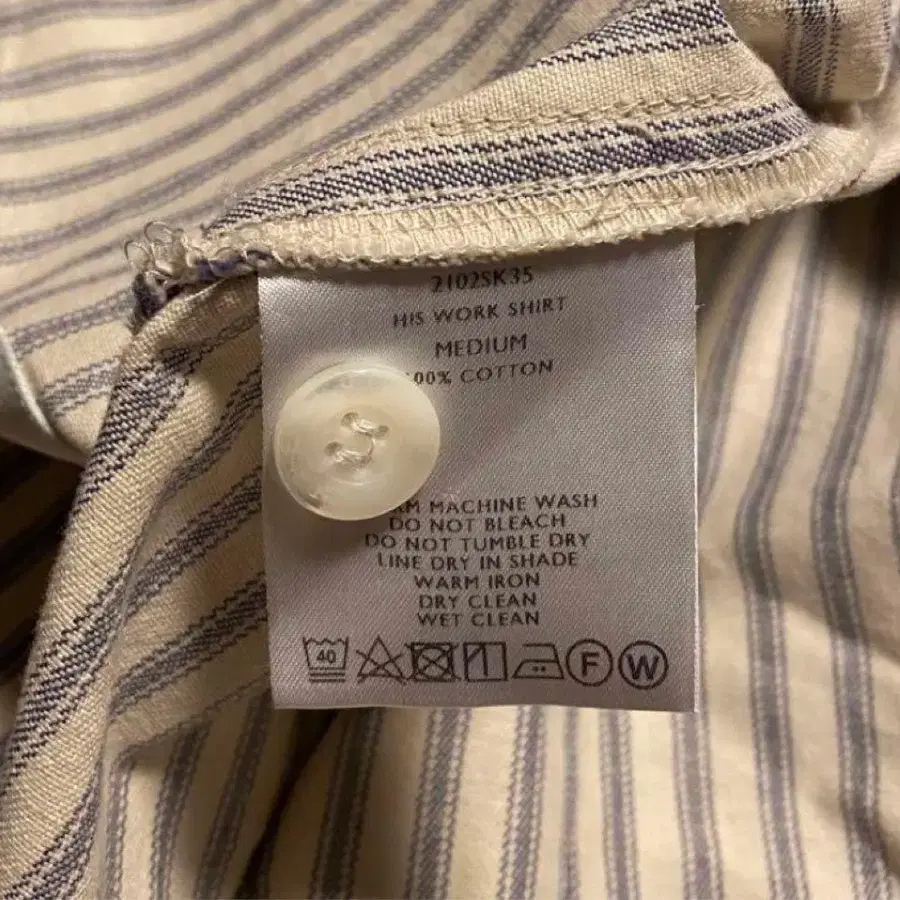 2102SK35
HIS WORK SHIRT
MEDIUM
00% COTTON
RM MACHINE WASH
DO NOT BLEACH
DO NOT TUMBLE DRY
LINE DRY IN SHADE
WARM IRON
DRY CLEAN
WET CLEAN
40 F W